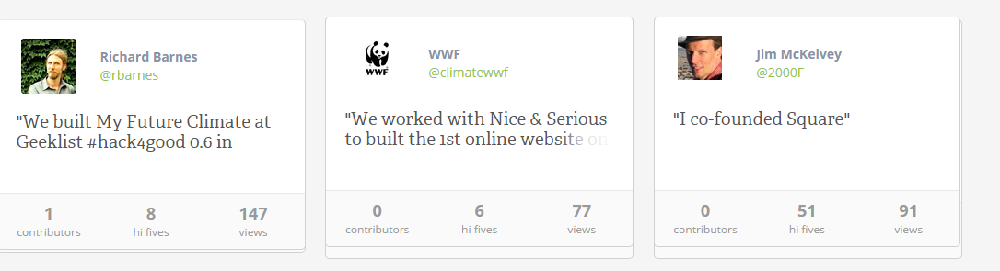 Richard Barnes
@rbarnes
"We built My Future Climate at
Geeklist #hack4good 0.6 in
1 8 147
contributors hi fives views
WWF
WWF
@climatewwf
"We worked with Nice & Serious
to built the 1st online website on
0 6 77
contributors hi fives views
Jim McKelvey
@2000F
"I co-founded Square"
0 51 91
contributors hi fives views